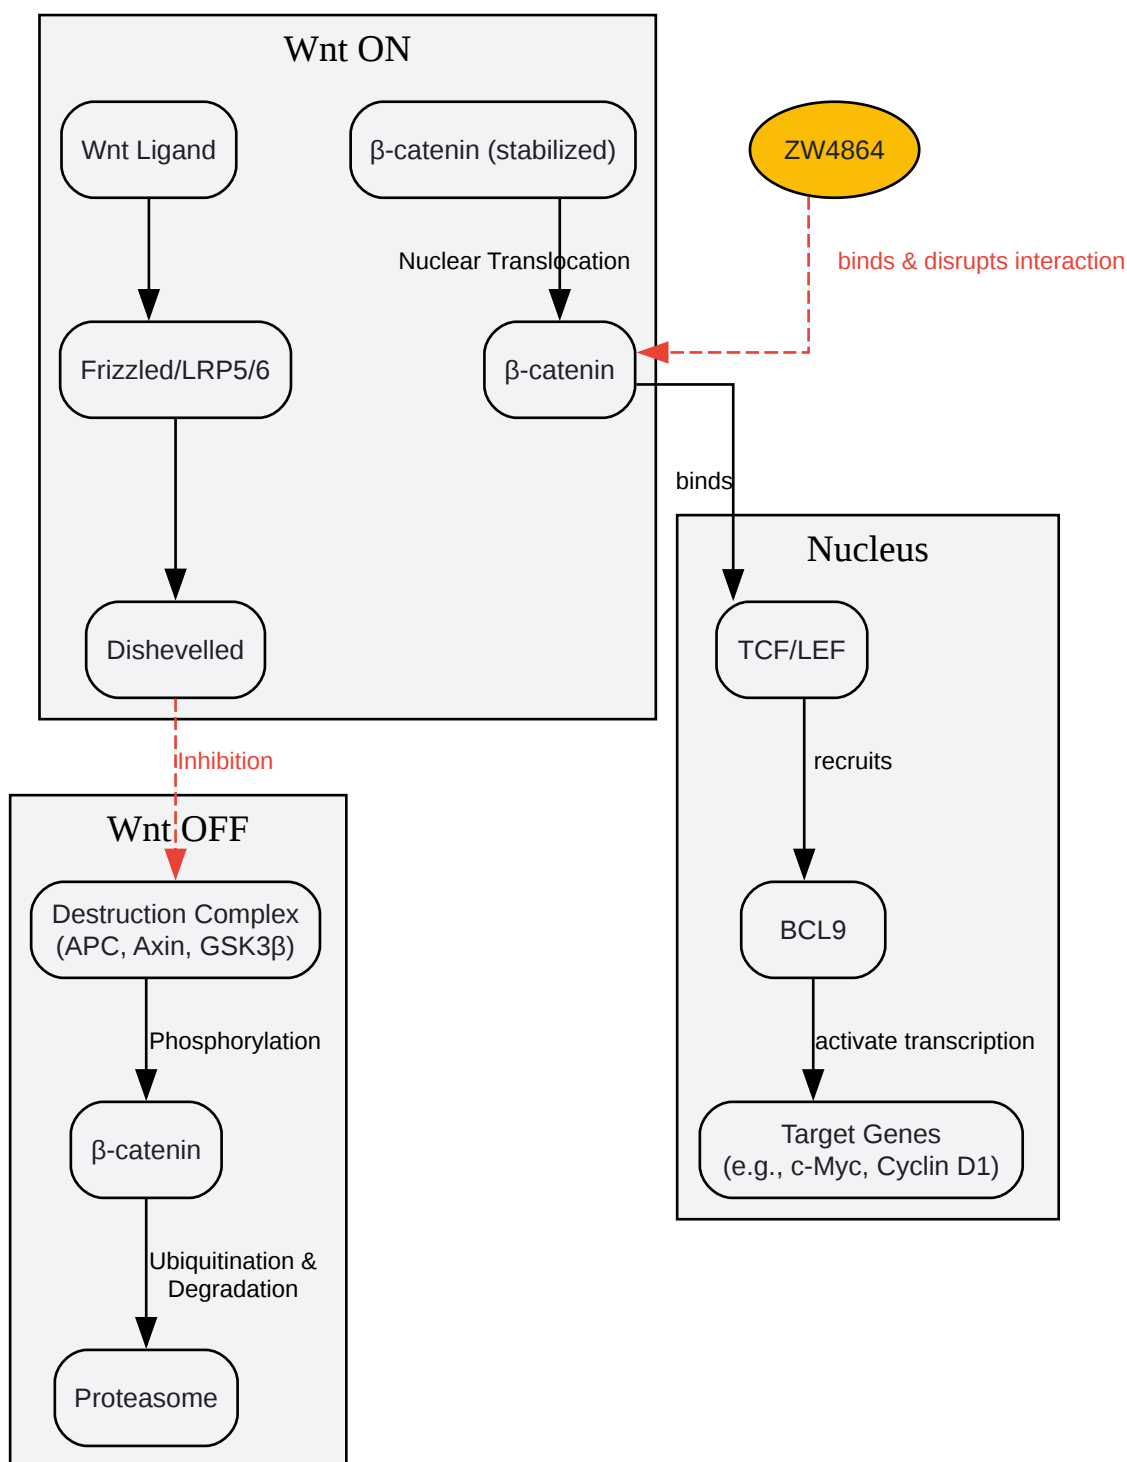 Wnt ON
Wnt Ligand
β-catenin (stabilized)
ZW4864
Nuclear Translocation
binds & disrupts interaction
Frizzled/LRP5/6
β-catenin
binds
Nucleus
Dishevelled
TCF/LEF
Inhibition
recruits
Wnt OFF
Destruction Complex
(APC, Axin, GSK3β)
BCL9
Phosphorylation
activate transcription
β-catenin
Target Genes
(e.g., c-Myc, Cyclin D1)
Ubiquitination &
Degradation
Proteasome